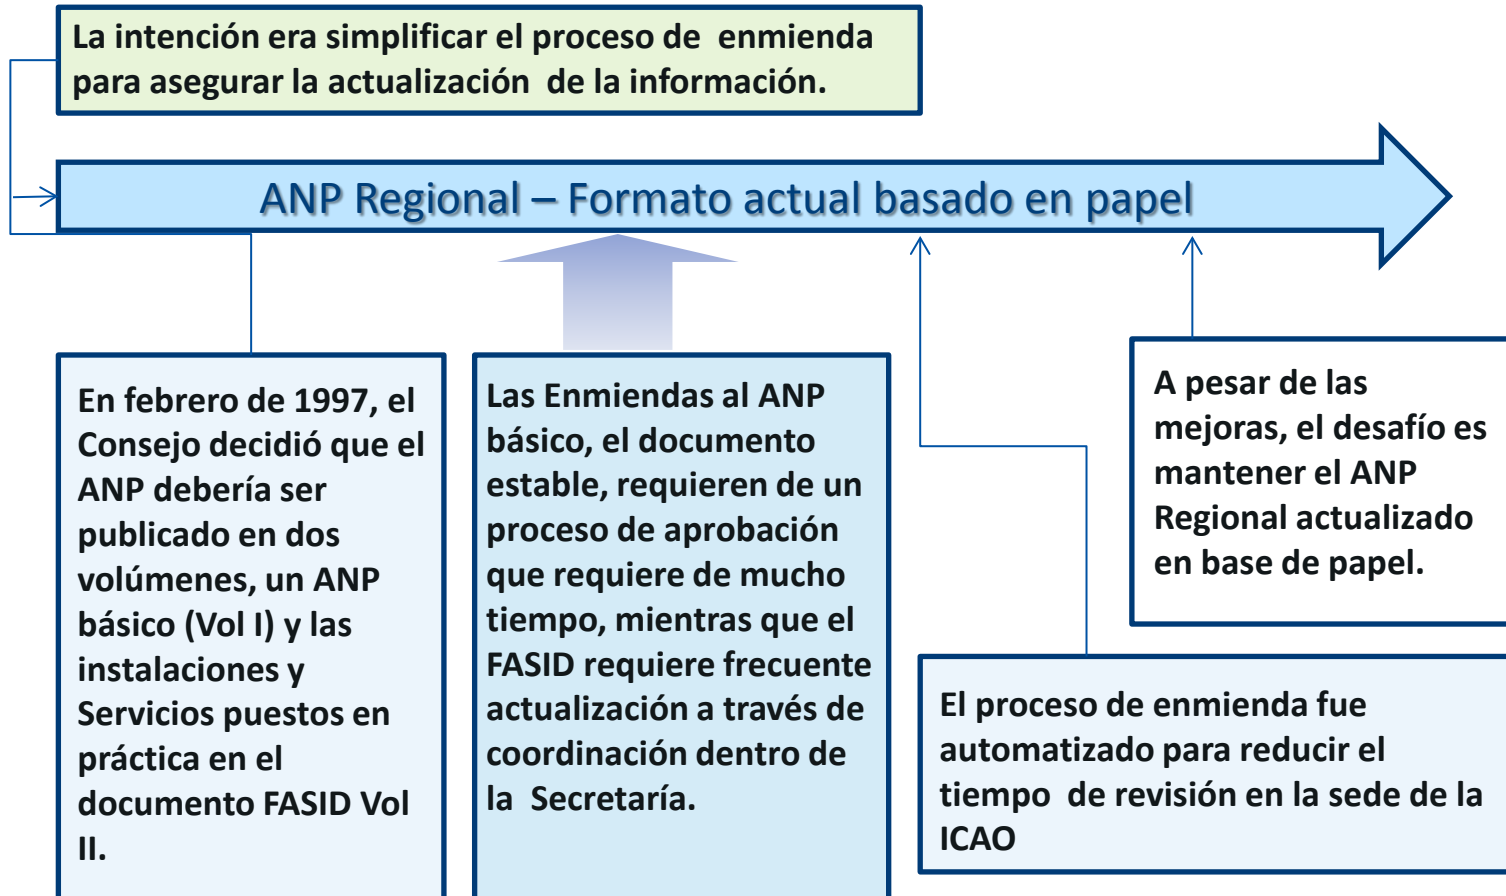 La intención era simplificar el proceso de enmienda
para asegurar la actualización de la información.
ANP Regional – Formato actual basado en papel
En febrero de 1997, el
Consejo decidió que el
ANP debería ser
publicado en dos
volúmenes, un ANP
básico (Vol I) y las
instalaciones y
Servicios puestos en
práctica en el
documento FASID Vol
II.
Las Enmiendas al ANP
básico, el documento
estable, requieren de un
proceso de aprobación
que requiere de mucho
tiempo, mientras que el
FASID requiere frecuente
actualización a través de
coordinación dentro de
la Secretaría.
El proceso de enmienda fue
automatizado para reducir el
tiempo de revisión en la sede de la
ICAO
A pesar de las
mejoras, el desafío es
mantener el ANP
Regional actualizado
en base de papel.